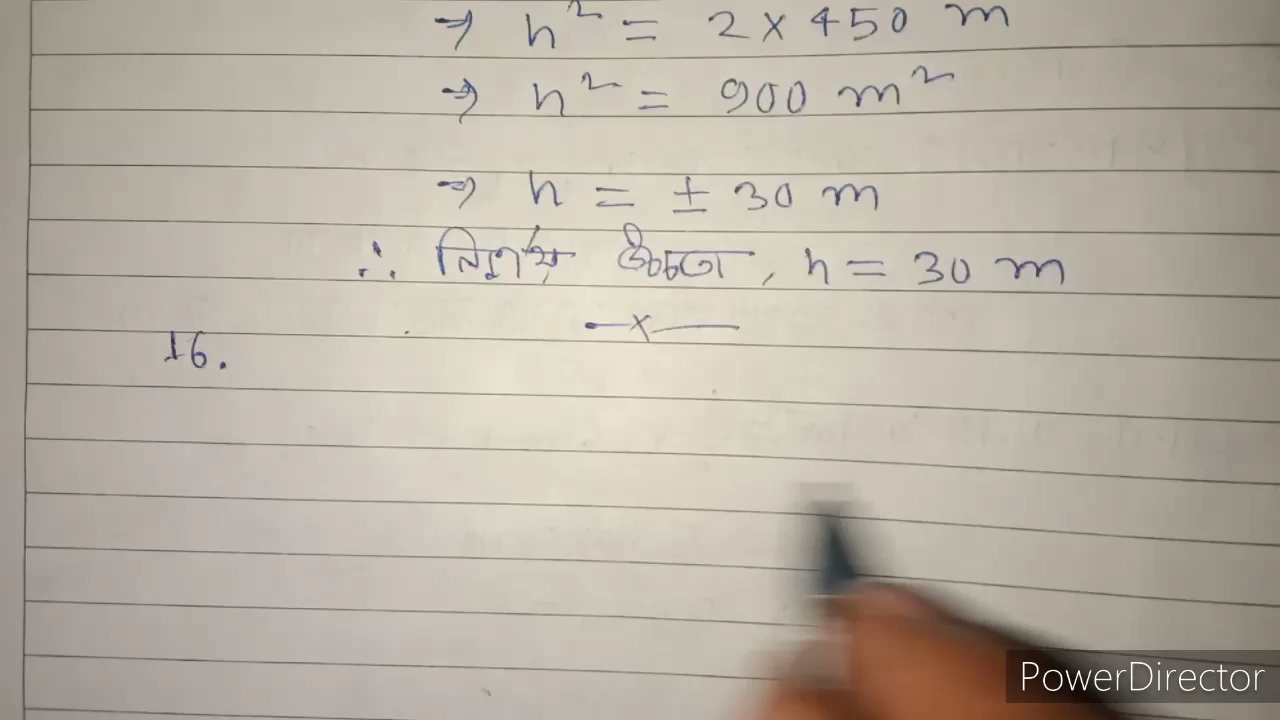 ⇒ h² = 2 × 450 m
⇒ h² = 900 m²
⇒ h = ± 30 m
∴ নিৰ্ণেয় উচ্চতা, h = 30 m
—x—
16.
PowerDirector